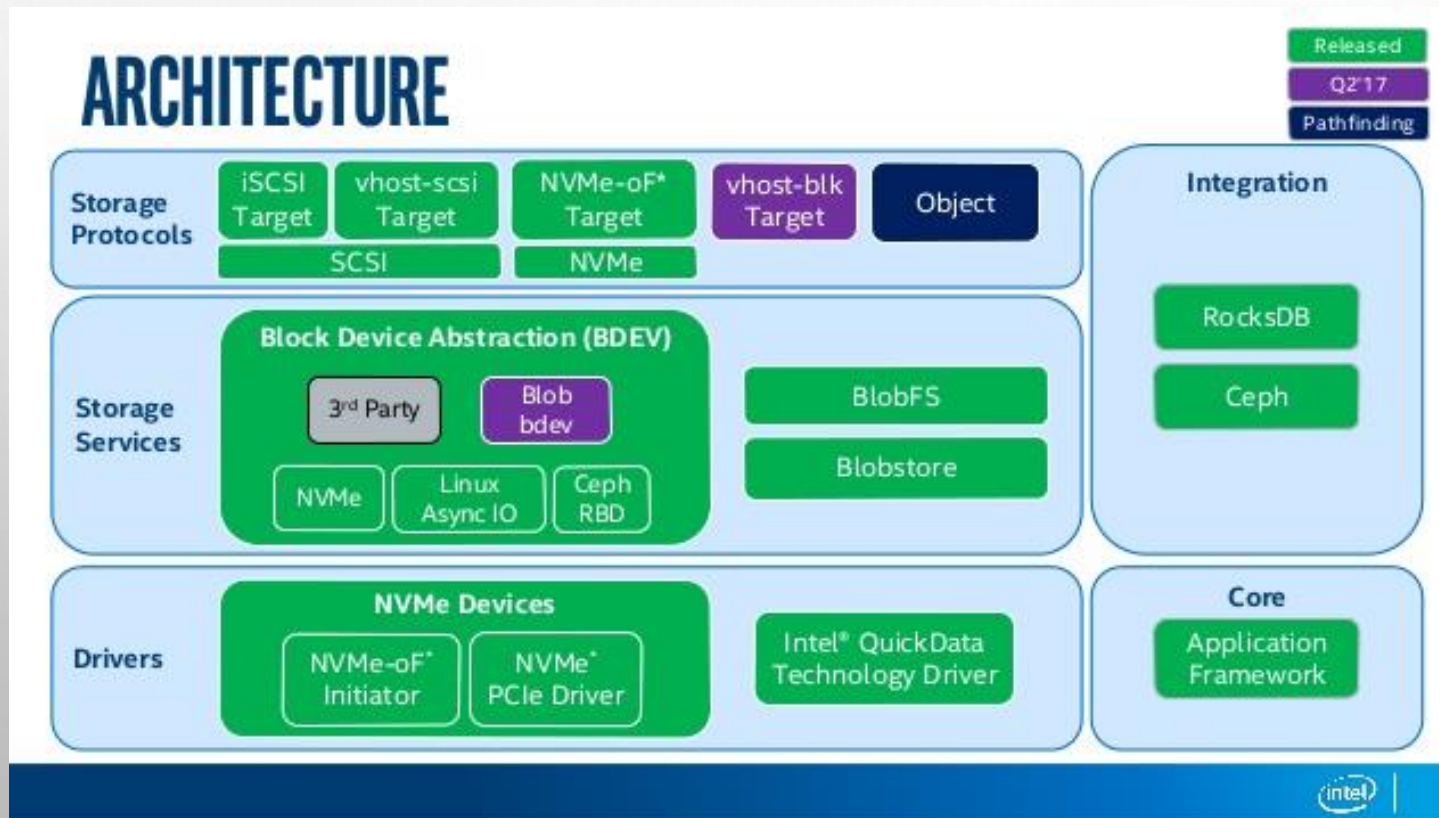 ARCHITECTURE
Released
Q2'17
Pathfinding
Storage
Protocols
iSCSI
Target
vhost-scsi
Target
NVMe-oF*
Target
vhost-blk
Target
Object
SCSI
NVMe
Integration
RocksDB
Ceph
Storage
Services
Block Device Abstraction (BDEV)
3rd Party
Blob
bdev
NVMe
Linux
Async IO
Ceph
RBD
BlobFS
Blobstore
Drivers
NVMe Devices
NVMe-oF*
Initiator
NVMe*
PCIe Driver
Intel® QuickData
Technology Driver
Core
Application
Framework
intel